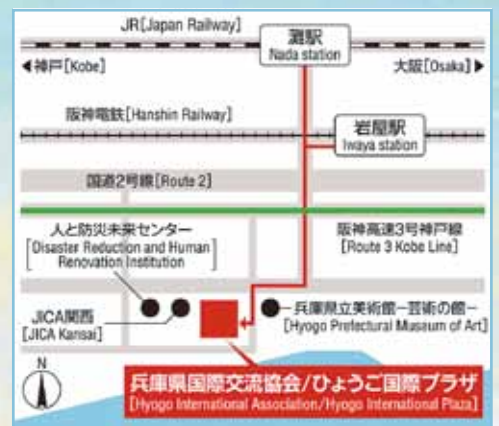 JR[Japan Railway]
灘駅
Nada station
◀神戸[Kobe]
大阪[Osaka]▶
阪神電鉄[Hanshin Railway]
岩屋駅
Iwaya station
国道2号線[Route 2]
人と防災未来センター
[Disaster Reduction and Human
Renovation Institution]
阪神高速3号神戸線
[Route 3 Kobe Line]
JICA関西
[JICA Kansai]
兵庫県立美術館−芸術の館−
[Hyogo Prefectural Museum of Art]
N
兵庫県国際交流協会/ひょうご国際プラザ
[Hyogo International Association/Hyogo International Plaza]